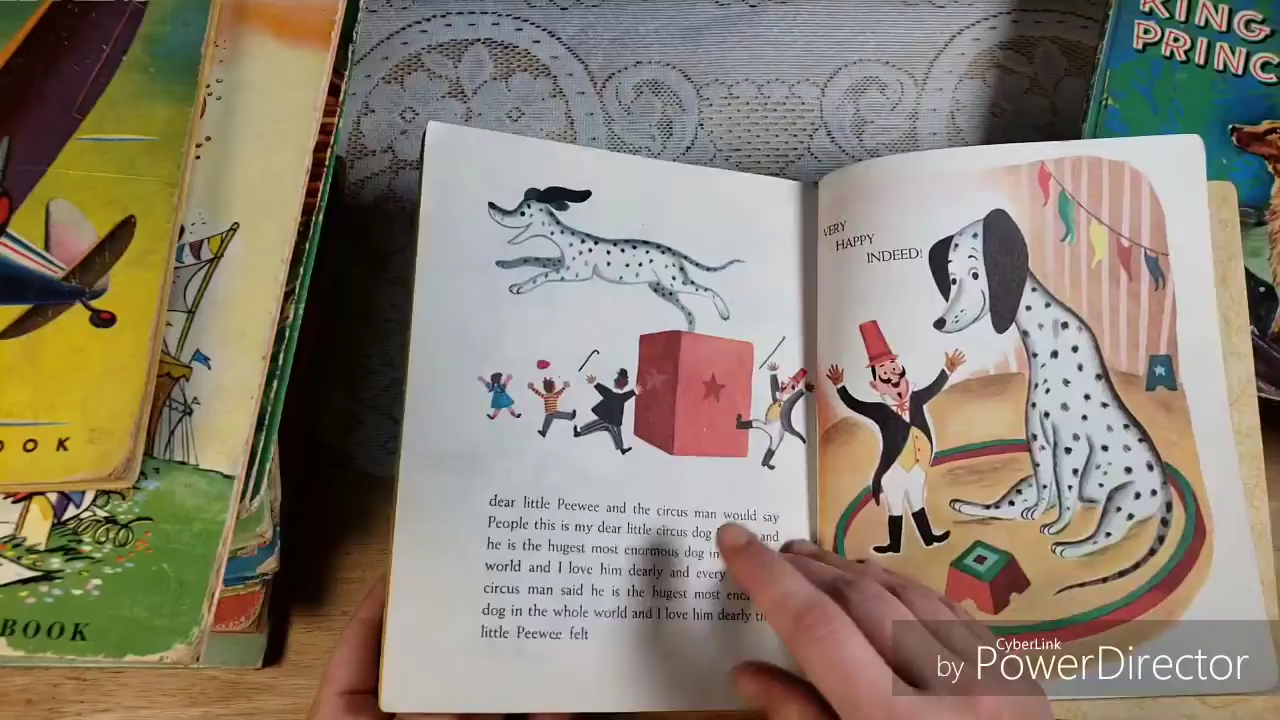 KING
PRINC
OOK
BOOK
dear little Peewee and the circus man would say
People this is my dear little circus dog and
he is the hugest most enormous dog in
world and I love him dearly and every
circus man said he is the hugest most
dog in the whole world and I love him dearly
little Peewee felt
VERY
HAPPY
INDEED!
CyberLink
by PowerDirector